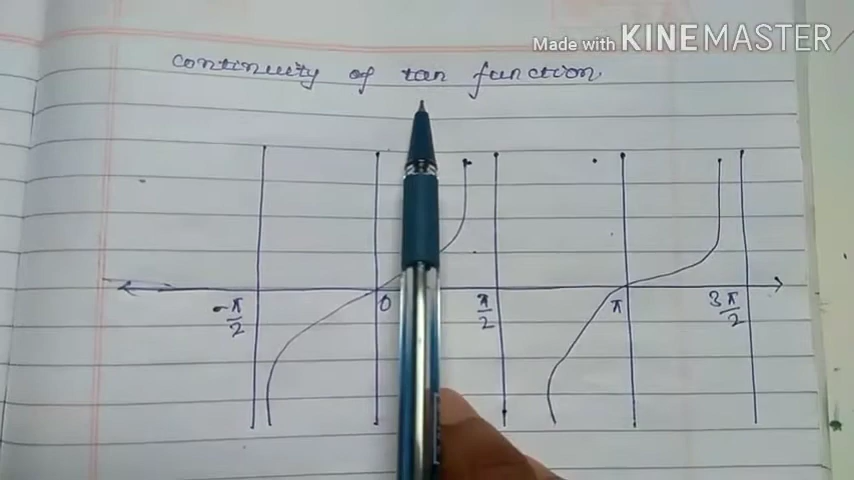 Made with KINEMASTER
continuity of tan function.
-π/2 0 π/2 π 3π/2